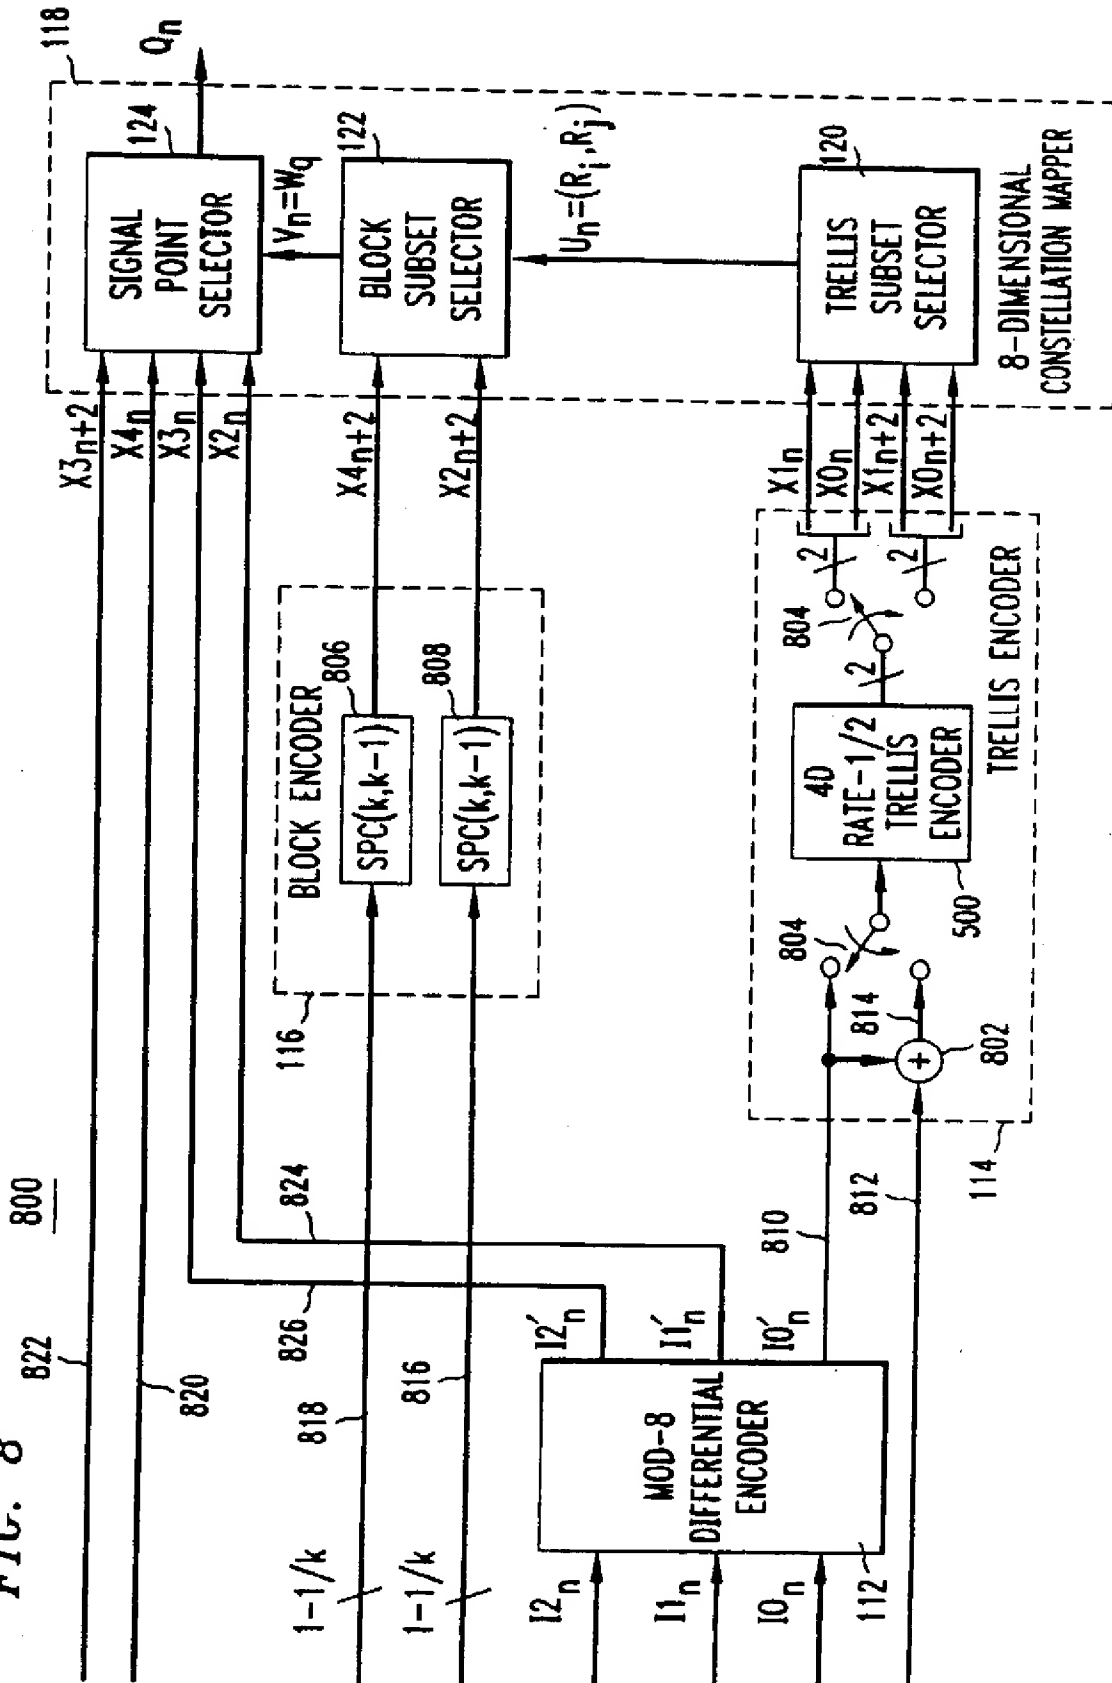 FIG. 8
800
822
820
818
816
1-1/k
1-1/k
826
824
I2n
I1n
I0n
MOD-8
DIFFERENTIAL
ENCODER
112
I2'n
I1'n
I0'n
810
812
114
116
BLOCK ENCODER
SPC(k,k-1)
806
SPC(k,k-1)
808
802
+
814
804
500
4D
RATE-1/2
TRELLIS
ENCODER
2
804
2
2
TRELLIS ENCODER
X3n+2
X4n
X3n
X2n
X4n+2
X2n+2
X1n
X0n
X1n+2
X0n+2
SIGNAL
POINT
SELECTOR
124
Vn=Wq
BLOCK
SUBSET
SELECTOR
122
Un=(Ri,Rj)
TRELLIS
SUBSET
SELECTOR
120
8-DIMENSIONAL
CONSTELLATION MAPPER
118
Qn